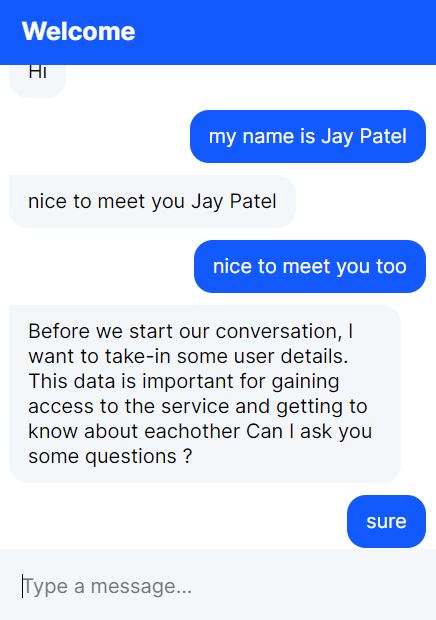 Welcome
Hi
my name is Jay Patel
nice to meet you Jay Patel
nice to meet you too
Before we start our conversation, I
want to take-in some user details.
This data is important for gaining
access to the service and getting to
know about eachother Can I ask you
some questions ?
sure
Type a message...